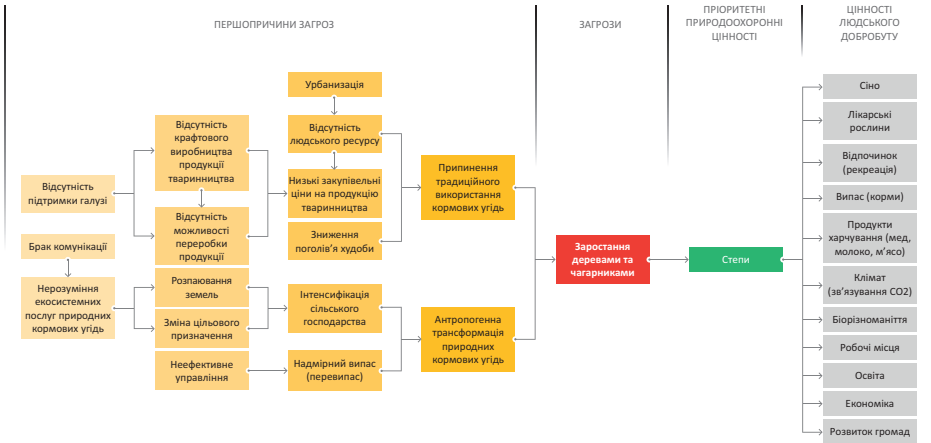 ПЕРШОПРИЧИНИ ЗАГРОЗ
ЗАГРОЗИ
ПРІОРИТЕТНІ
ПРИРОДООХОРОННІ
ЦІННОСТІ
ЦІННОСТІ
ЛЮДСЬКОГО
ДОБРОБУТУ
Відсутність
підтримки галузі
Брак комунікації
Нерозуміння
екосистемних
послуг природних
кормових угідь
Відсутність
крафтового
виробництва
продукції
тваринництва
Відсутність
можливості
переробки
продукції
Розпаювання
земель
Зміна цільового
призначення
Неефективне
управління
Урбанизація
Відсутність
людського ресурсу
Низькі закупівельні
ціни на продукцію
тваринництва
Зниження
поголів’я худоби
Інтенсифікація
сільського
господарства
Надмірний випас
(перевипас)
Припинення
традиційного
використання
кормових угідь
Антропогенна
трансформація
природних
кормових угідь
Заростання
деревами та
чагарниками
Степи
Сіно
Лікарські
рослини
Відпочинок
(рекреація)
Випас (корми)
Продукти
харчування (мед,
молоко, м’ясо)
Клімат
(зв’язування СО2)
Біорізноманіття
Робочі місця
Освіта
Економіка
Розвиток громад